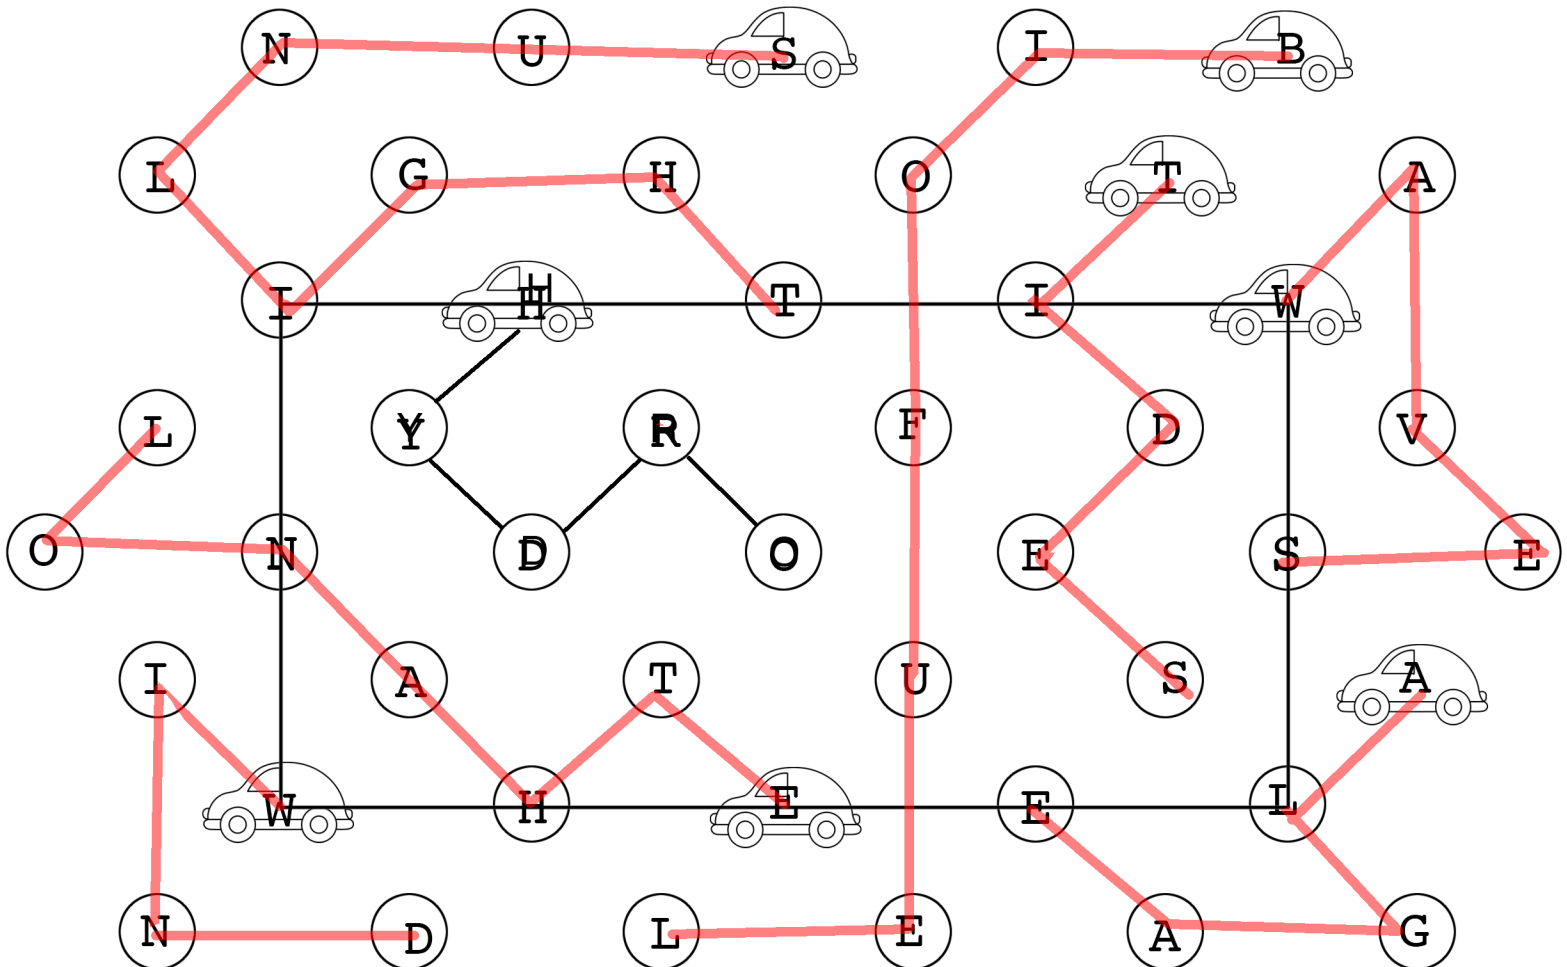 N U S I B
L G H O T A
I H T I W
L Y R F D V
O N D O E S E
I A T U S A
W H E E L
N D L E A G